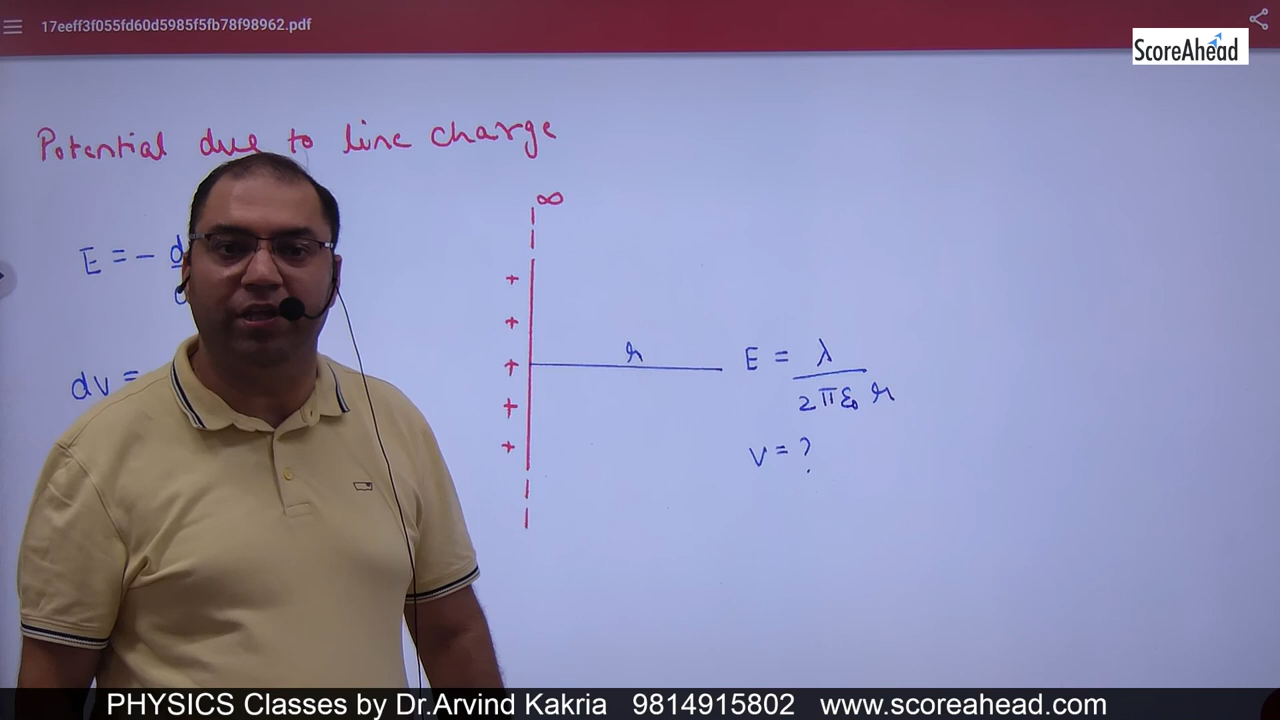 17eeff3f055fd60d5985f5fb78f98962.pdf
ScoreAhead
Potential due to line charge
∞
E = - d
+
+
+
+
+
r
E = λ
2πε₀ r
dv =
v = ?
PHYSICS Classes by Dr.Arvind Kakria 9814915802 www.scoreahead.com